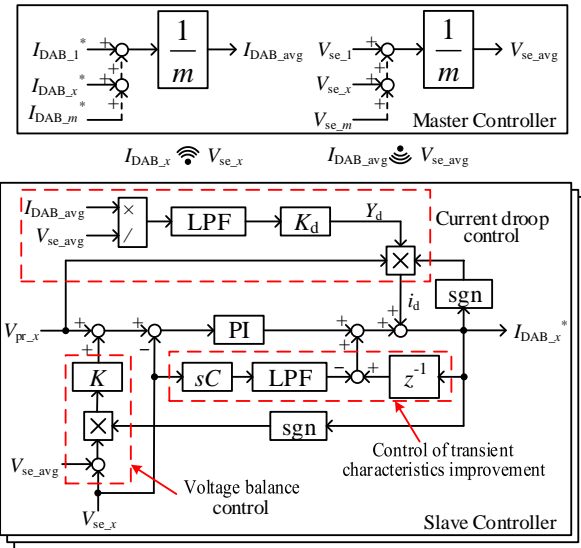 I_DAB_1^* + 1/m I_DAB_avg V_se_1 + 1/m V_se_avg
+ +
I_DAB_x^* + V_se_x +
+ +
I_DAB_m^* V_se_m
Master Controller
I_DAB_x V_se_x I_DAB_avg V_se_avg
I_DAB_avg × LPF K_d Y_d Current droop
V_se_avg / control
× sgn
i_d
V_pr_x + + PI + + + I_DAB_x^*
+ − +
K sC LPF − + z^-1
× sgn Control of transient
characteristics improvement
V_se_avg Voltage balance
control
V_se_x Slave Controller